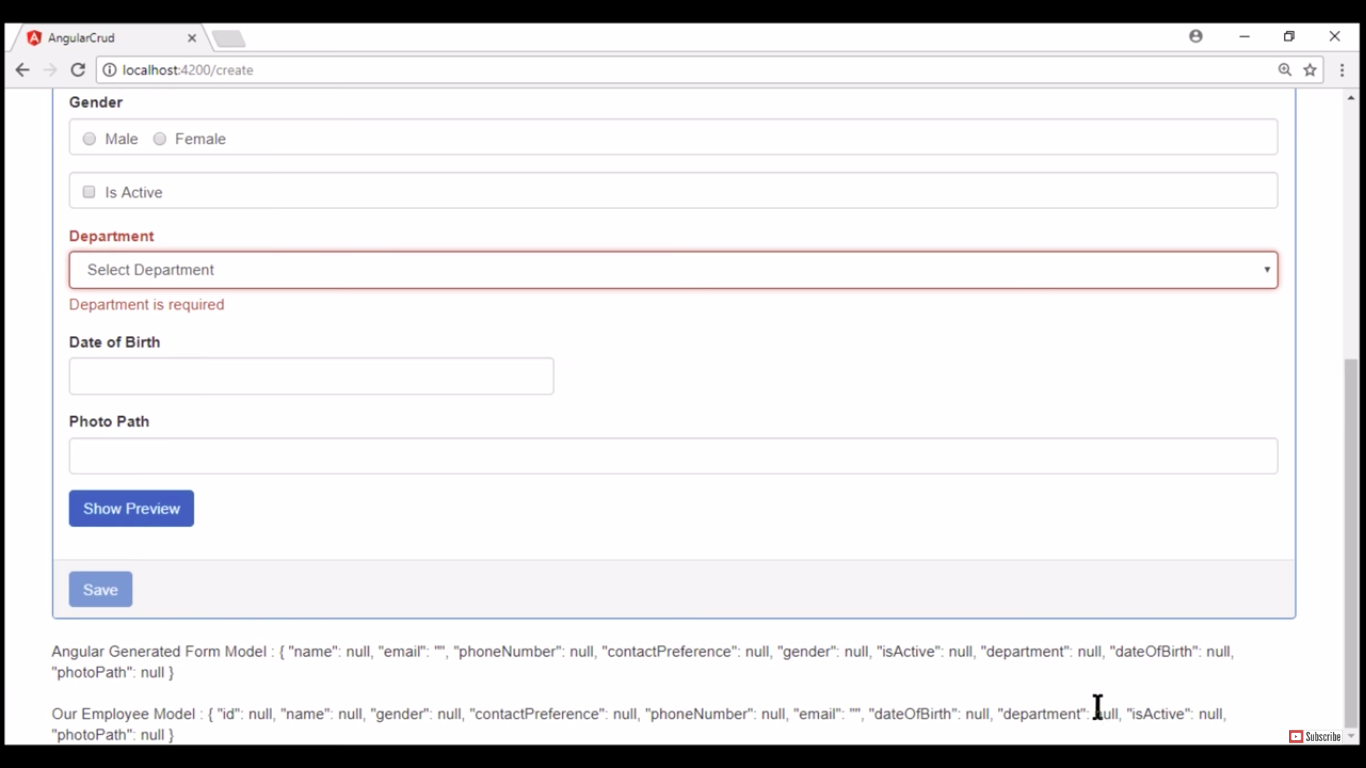 AngularCrud
localhost:4200/create
Gender
Male Female
Is Active
Department
Select Department
Department is required
Date of Birth
Photo Path
Show Preview
Save
Angular Generated Form Model : { "name": null, "email": "", "phoneNumber": null, "contactPreference": null, "gender": null, "isActive": null, "department": null, "dateOfBirth": null,
"photoPath": null }
Our Employee Model : { "id": null, "name": null, "gender": null, "contactPreference": null, "phoneNumber": null, "email": "", "dateOfBirth": null, "department": null, "isActive": null,
"photoPath": null }
Subscribe